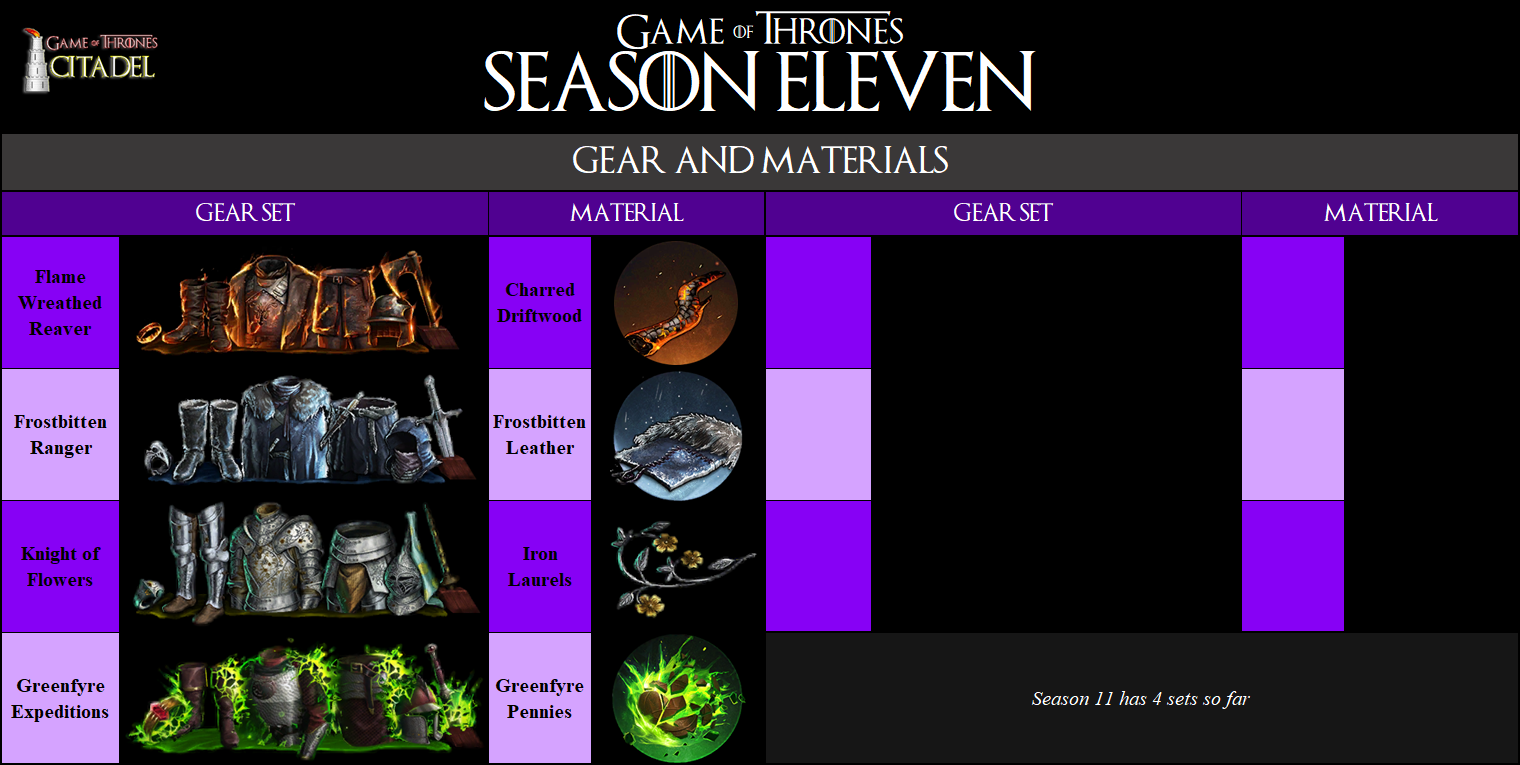 GAME OF THRONES
CITADEL
GAME OF THRONES
SEASON ELEVEN
GEAR AND MATERIALS
GEAR SET
MATERIAL
GEAR SET
MATERIAL
Flame
Wreathed
Reaver
Charred
Driftwood
Frostbitten
Ranger
Frostbitten
Leather
Knight of
Flowers
Iron
Laurels
Greenfyre
Expeditions
Greenfyre
Pennies
Season 11 has 4 sets so far